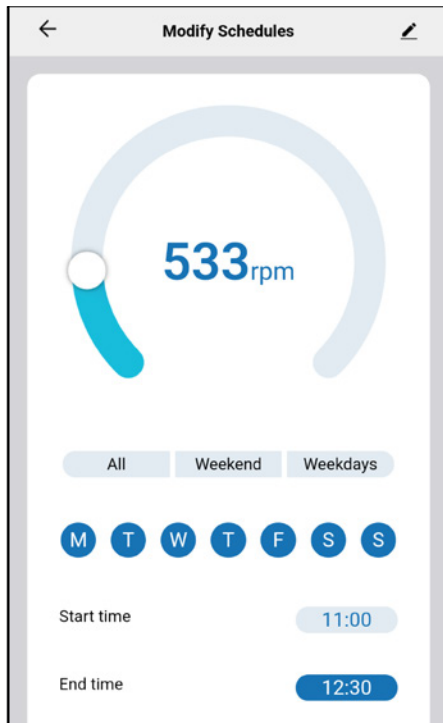 Modify Schedules
533rpm
All Weekend Weekdays
M T W T F S S
Start time 11:00
End time 12:30